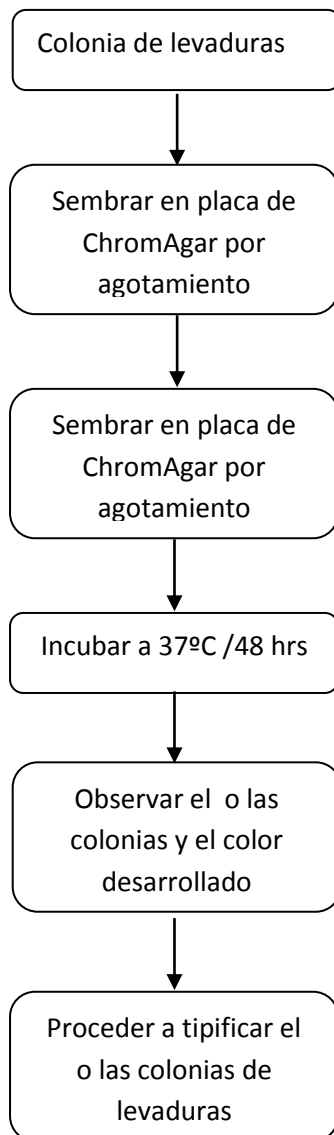 Colonia de levaduras
Sembrar en placa de
ChromAgar por
agotamiento
Sembrar en placa de
ChromAgar por
agotamiento
Incubar a 37ºC /48 hrs
Observar el o las
colonias y el color
desarrollado
Proceder a tipificar el
o las colonias de
levaduras